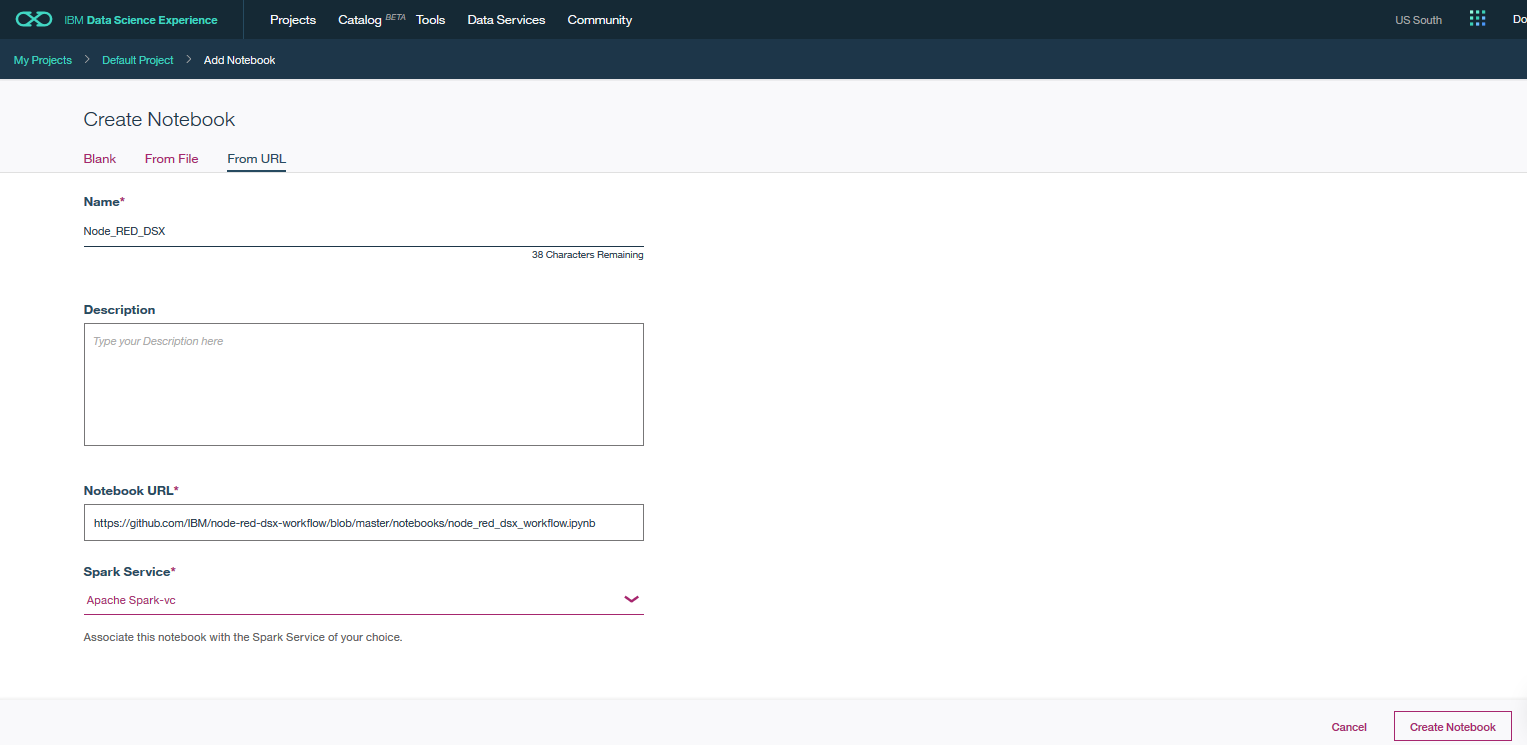 IBM Data Science Experience Projects Catalog BETA Tools Data Services Community US South Do
My Projects > Default Project > Add Notebook
Create Notebook
Blank From File From URL
Name*
Node_RED_DSX
38 Characters Remaining
Description
Type your Description here
Notebook URL*
https://github.com/IBM/node-red-dsx-workflow/blob/master/notebooks/node_red_dsx_workflow.ipynb
Spark Service*
Apache Spark-vc
Associate this notebook with the Spark Service of your choice.
Cancel Create Notebook